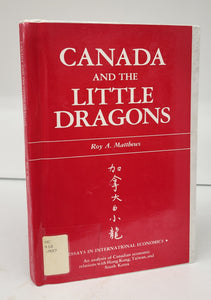 CANADA
AND THE
LITTLE
DRAGONS
Roy A. Matthews
加拿大小龍
ESSAYS IN INTERNATIONAL ECONOMICS •
An analysis of Canadian economic
relations with Hong Kong, Taiwan, and
South Korea
HC